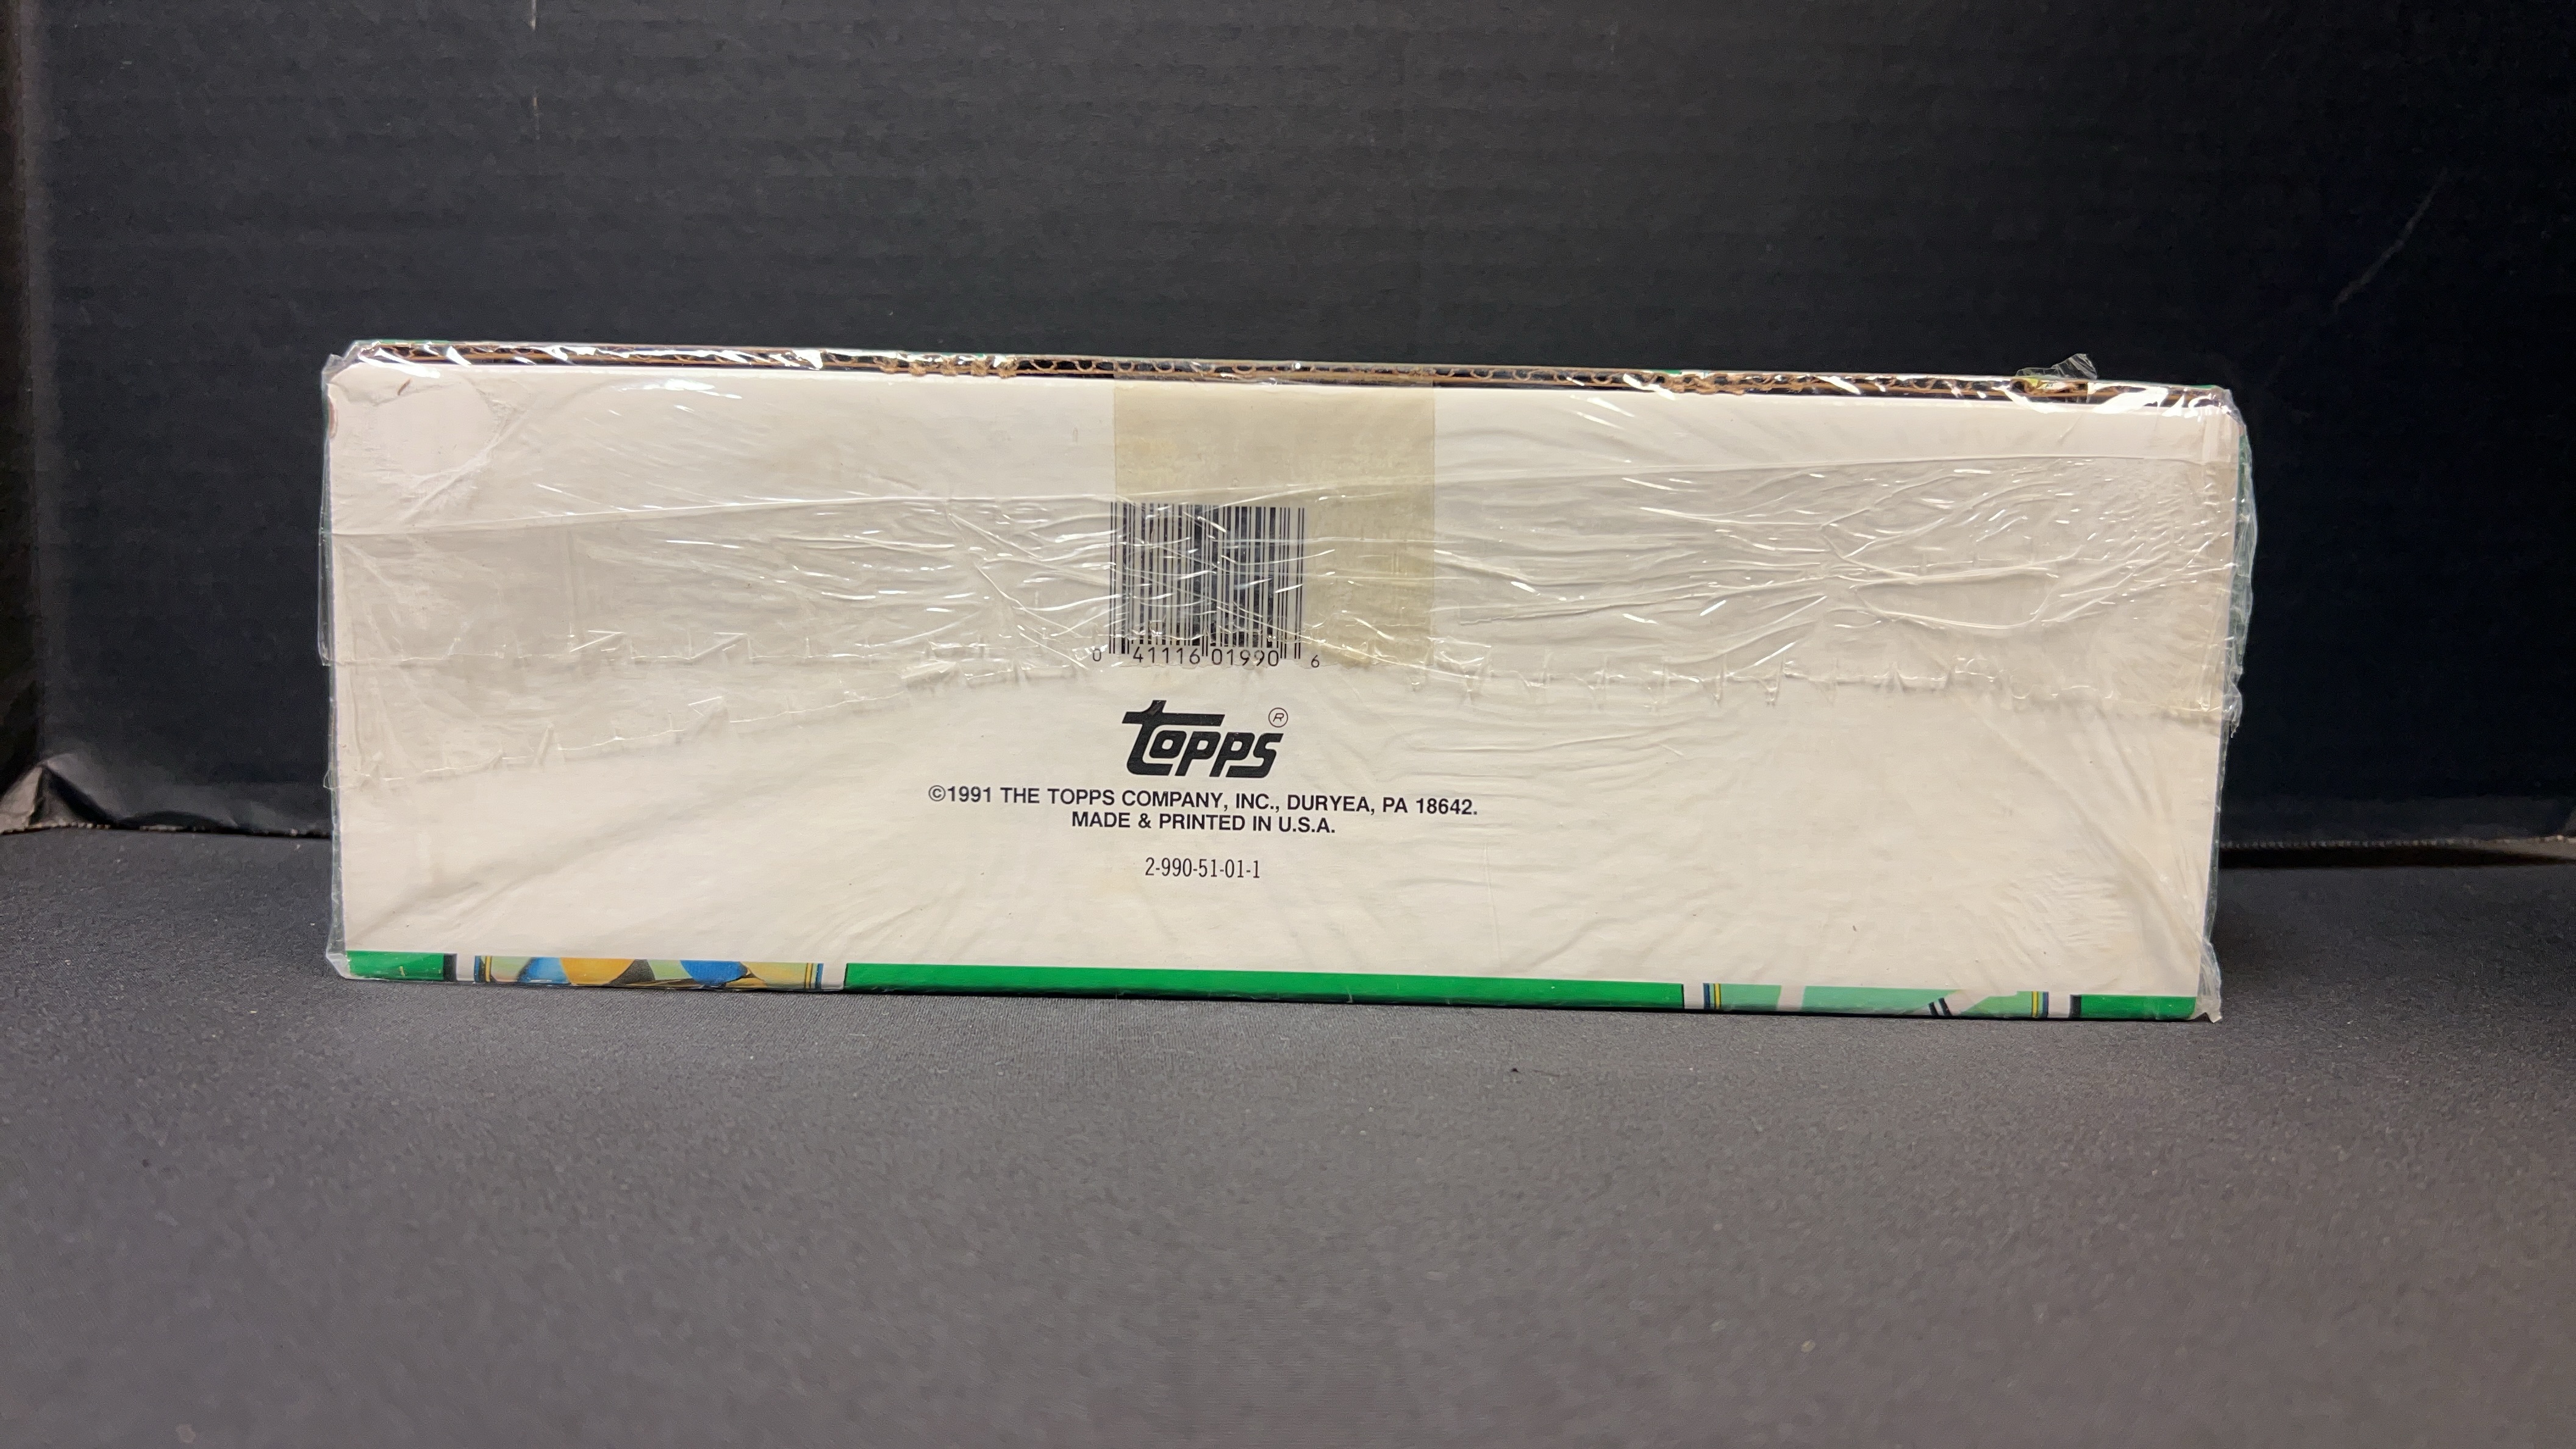 0 41116 01990 6
Topps®
©1991 THE TOPPS COMPANY, INC., DURYEA, PA 18642.
MADE & PRINTED IN U.S.A.
2-990-51-01-1